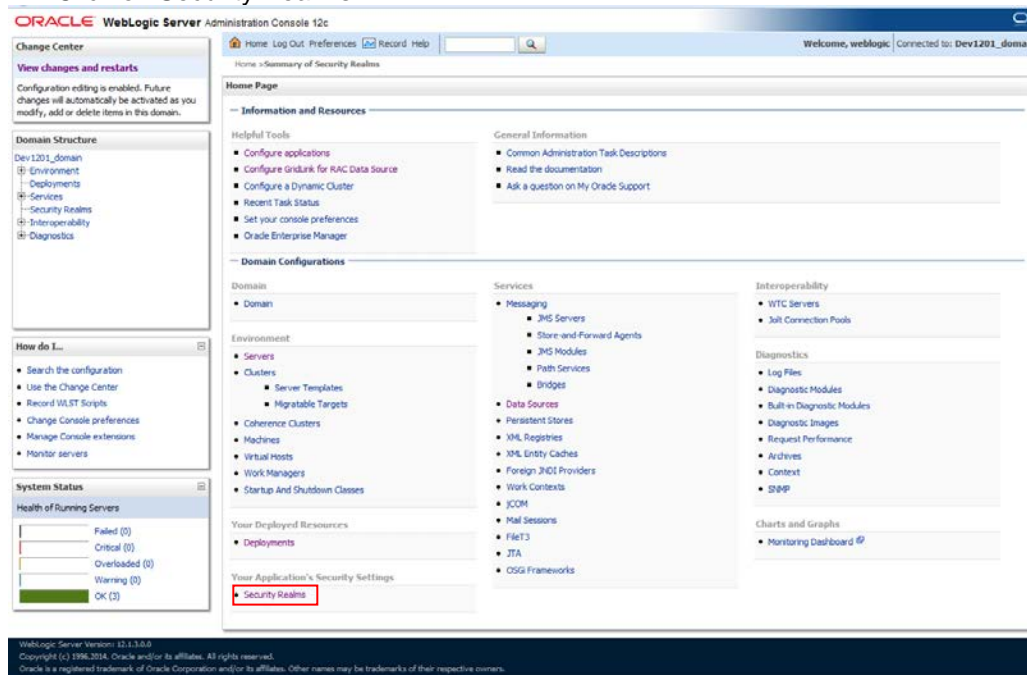 ORACLE WebLogic Server Administration Console 12c
Change Center
View changes and restarts
Configuration editing is enabled. Future
changes will automatically be activated as you
modify, add or delete items in this domain.
Domain Structure
Dev1201_domain
Environment
Deployments
Services
Security Realms
Interoperability
Diagnostics
How do I...
Search the configuration
Use the Change Center
Record WLST Scripts
Change Console preferences
Manage Console extensions
Monitor servers
System Status
Health of Running Servers
Failed (0)
Critical (0)
Overloaded (0)
Warning (0)
OK (3)
Home Log Out Preferences Record Help
Welcome, weblogic Connected to: Dev1201_doma
Home >Summary of Security Realms
Home Page
Information and Resources
Helpful Tools
Configure applications
Configure GridLink for RAC Data Source
Configure a Dynamic Cluster
Recent Task Status
Set your console preferences
Oracle Enterprise Manager
General Information
Common Administration Task Descriptions
Read the documentation
Ask a question on My Oracle Support
Domain Configurations
Domain
Domain
Environment
Servers
Clusters
Server Templates
Migratable Targets
Coherence Clusters
Machines
Virtual Hosts
Work Managers
Startup And Shutdown Classes
Your Deployed Resources
Deployments
Your Application's Security Settings
Security Realms
Services
Messaging
JMS Servers
Store-and-Forward Agents
JMS Modules
Path Services
Bridges
Data Sources
Persistent Stores
XML Registries
XML Entity Caches
Foreign JNDI Providers
Work Contexts
jCOM
Mail Sessions
FileT3
JTA
OSGi Frameworks
Interoperability
WTC Servers
Jolt Connection Pools
Diagnostics
Log Files
Diagnostic Modules
Built-in Diagnostic Modules
Diagnostic Images
Request Performance
Archives
Context
SNMP
Charts and Graphs
Monitoring Dashboard
WebLogic Server Version: 12.1.3.0.0
Copyright (c) 1996,2014, Oracle and/or its affiliates. All rights reserved.
Oracle is a registered trademark of Oracle Corporation and/or its affiliates. Other names may be trademarks of their respective owners.